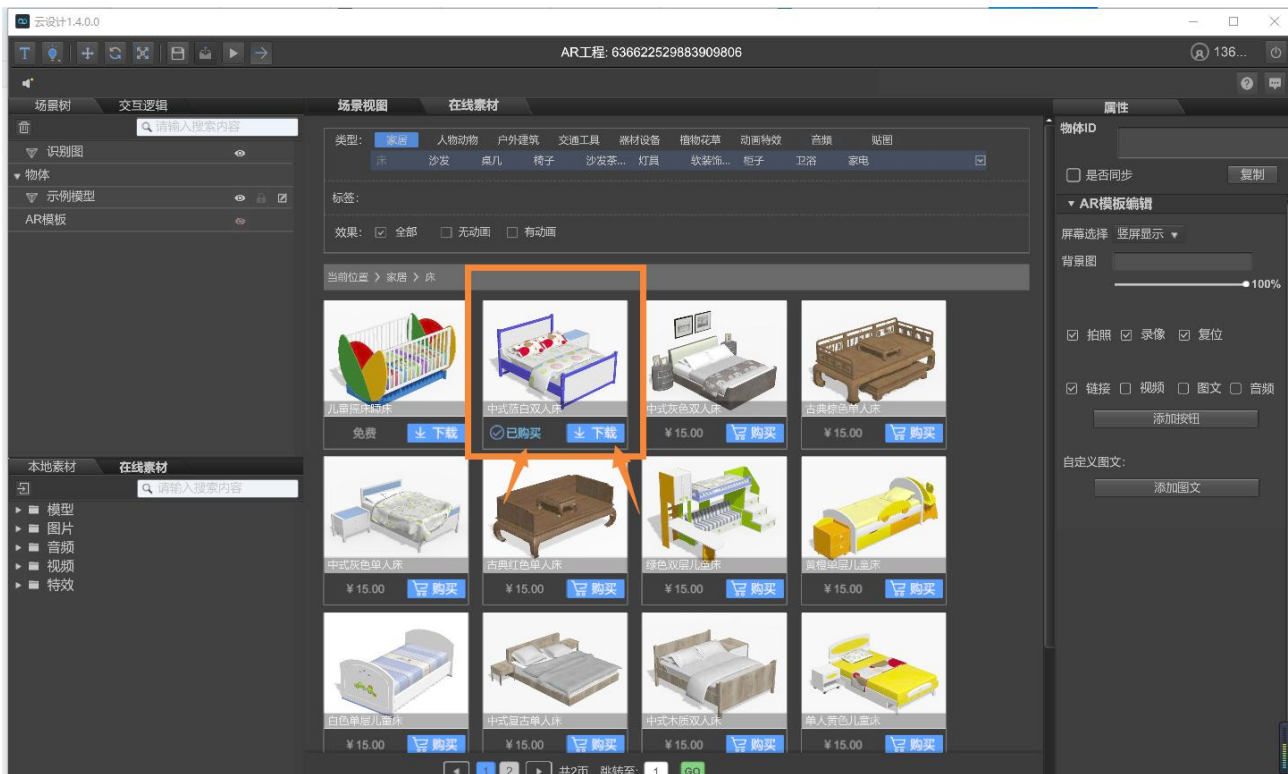 云设计1.4.0.0
AR工程: 636622529883909806
136...
场景树 交互逻辑
请输入搜索内容
识别图
物体
示例模型
AR模板
本地素材 在线素材
请输入搜索内容
模型
图片
音频
视频
特效
场景视图 在线素材
类型: 家居 人物动物 户外建筑 交通工具 器材设备 植物花草 动画特效 音频 贴图
床 沙发 桌几 椅子 沙发茶... 灯具 软装饰... 柜子 卫浴 家电
标签:
效果: 全部 无动画 有动画
当前位置 > 家居 > 床
中式蓝白双人床 中式灰色双人床 古典棕色单人床
免费 下载 已购买 下载 ¥15.00 购买 ¥15.00 购买
中式灰色单人床 古典红色单人床 绿色双层儿童床 黄橙单层儿童床
¥15.00 购买 ¥15.00 购买 ¥15.00 购买 ¥15.00 购买
白色单层儿童床 中式复古单人床 中式木质双人床 单人黄色儿童床
¥15.00 购买 ¥15.00 购买 ¥15.00 购买 ¥15.00 购买
1 2 共2页 跳转至: 1 GO
属性
物体ID
是否同步 复制
AR模板编辑
屏幕选择 竖屏显示
背景图
100%
拍照 录像 复位
链接 视频 图文 音频
添加按钮
自定义图文:
添加图文